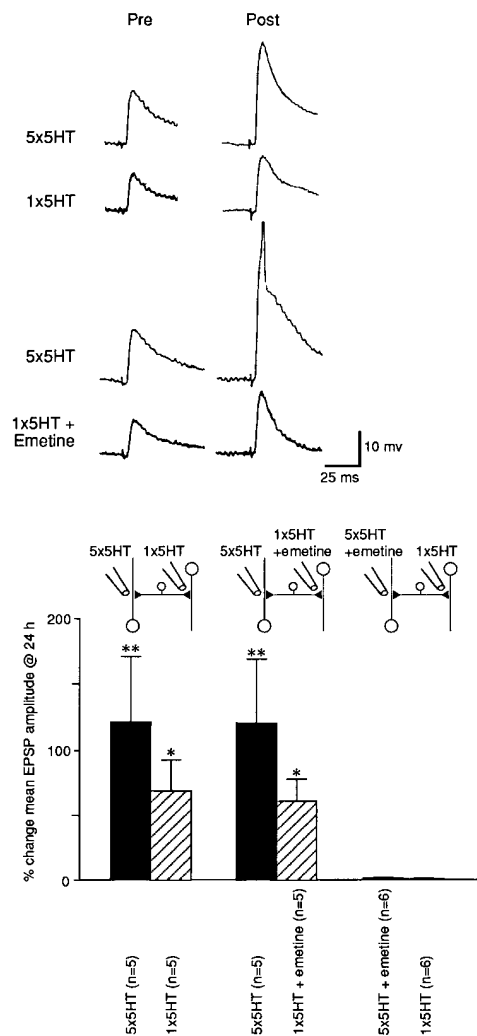 Pre Post
5x5HT
1x5HT
5x5HT
1x5HT +
Emetine
10 mv
25 ms
5x5HT 1x5HT 5x5HT 1x5HT
+emetine 5x5HT
+emetine 1x5HT
% change mean EPSP amplitude @ 24 h
200
**
**
100
*
*
0
5x5HT (n=5)
1x5HT (n=5)
5x5HT (n=5)
1x5HT + emetine (n=5)
5x5HT + emetine (n=6)
1x5HT (n=6)